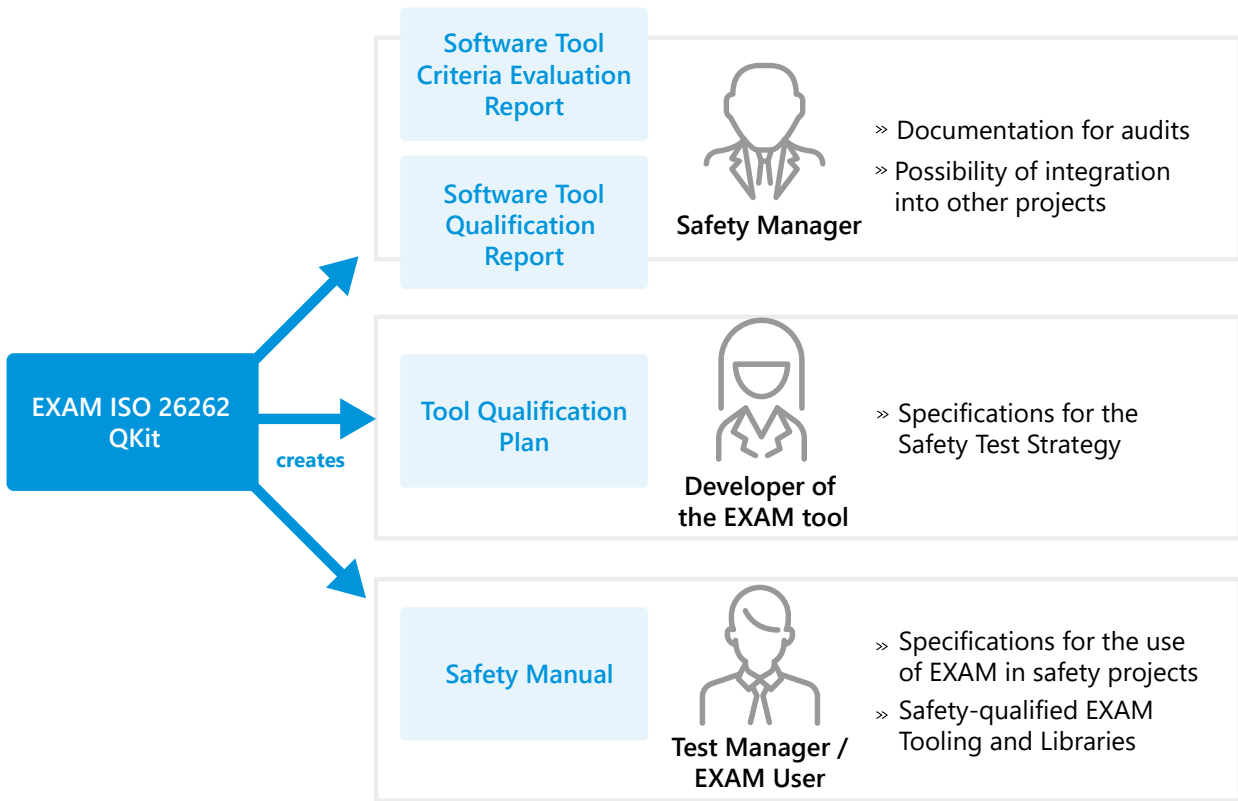 Software Tool
Criteria Evaluation
Report
Software Tool
Qualification
Report
Safety Manager
» Documentation for audits
» Possibility of integration
into other projects
EXAM ISO 26262
QKit
creates
Tool Qualification
Plan
Developer of
the EXAM tool
» Specifications for the
Safety Test Strategy
Safety Manual
Test Manager /
EXAM User
» Specifications for the use
of EXAM in safety projects
» Safety-qualified EXAM
Tooling and Libraries